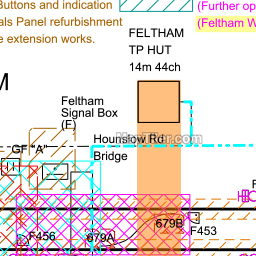 Buttons and indication
als Panel refurbishment
e extension works.
(Further op
(Feltham W
FELTHAM
TP HUT
14m 44ch
M
Feltham
Signal Box
(F)
Hounslow Rd
Bridge
GF "A"
679B
F453
F456
679A